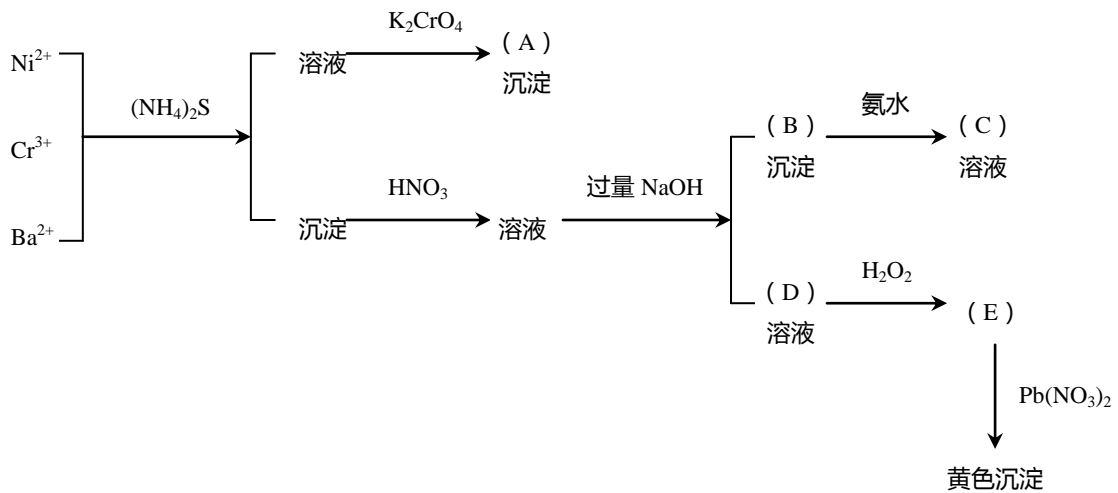 K₂CrO₄
Ni²⁺
溶液
(A)
沉淀
(NH₄)₂S
Cr³⁺
Ba²⁺
沉淀
HNO₃
溶液
过量 NaOH
(B)
沉淀
氨水
(C)
溶液
(D)
溶液
H₂O₂
(E)
Pb(NO₃)₂
黄色沉淀